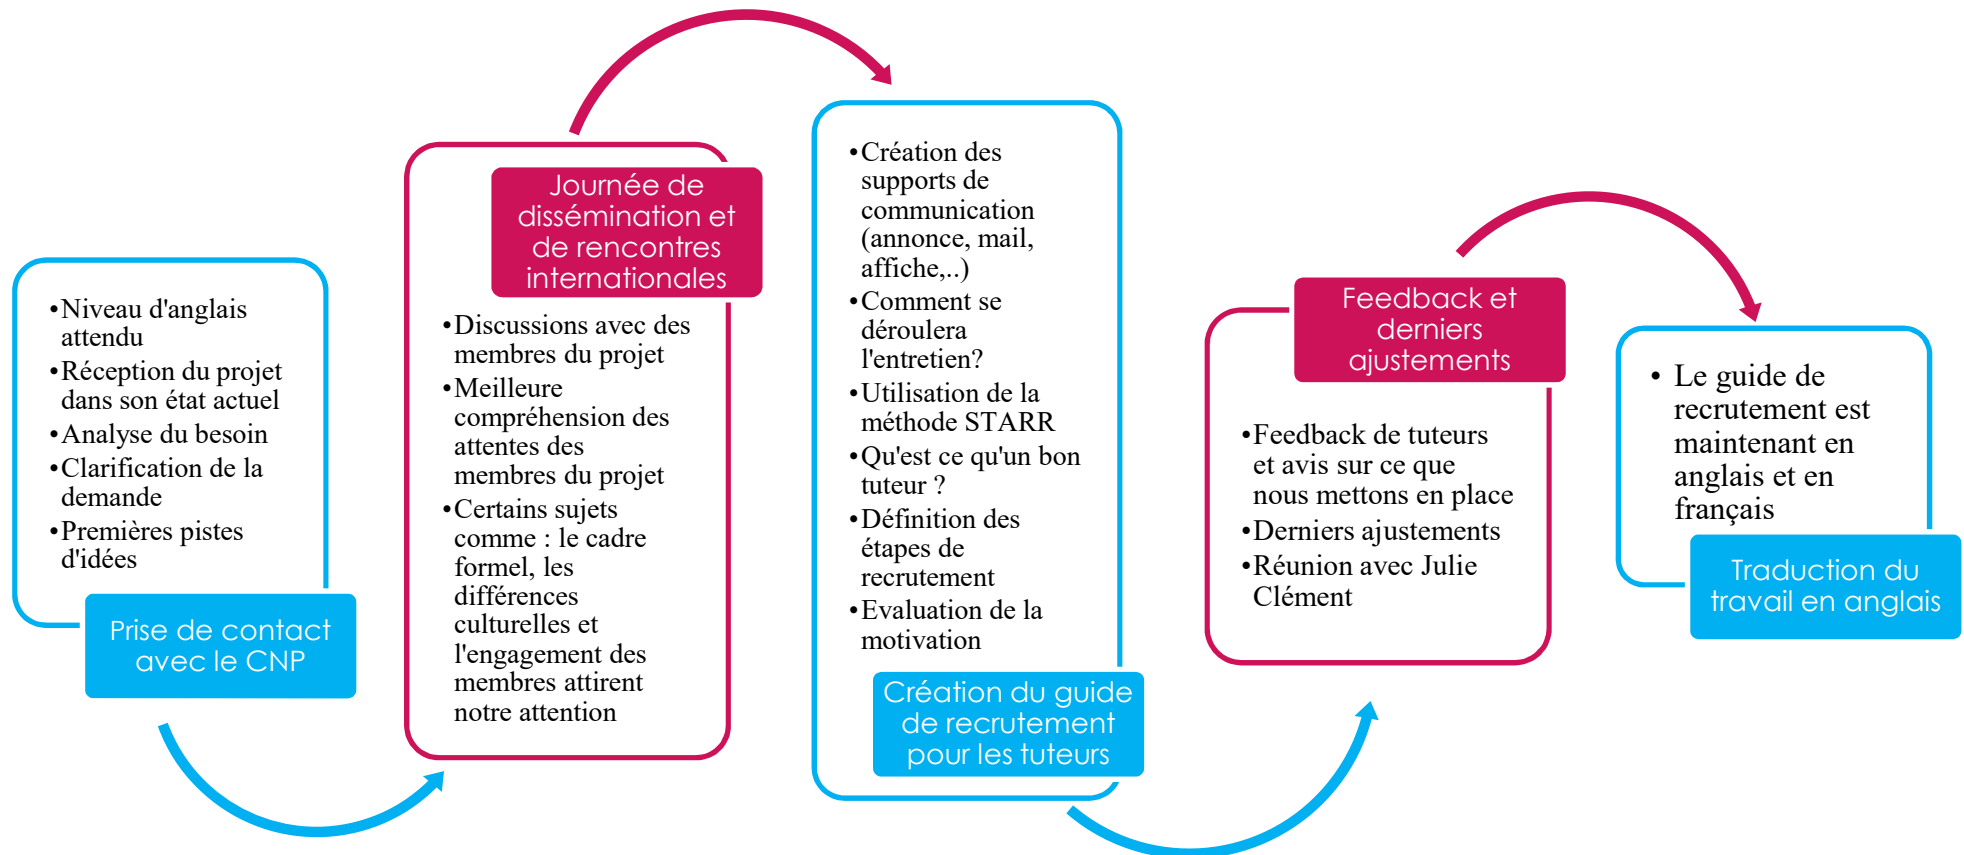 •Niveau d'anglais
attendu
•Réception du projet
dans son état actuel
•Analyse du besoin
•Clarification de la
demande
•Premières pistes
d'idées
Prise de contact
avec le CNP
Journée de
dissémination et
de rencontres
internationales
•Discussions avec des
membres du projet
•Meilleure
compréhension des
attentes des
membres du projet
•Certains sujets
comme : le cadre
formel, les
différences
culturelles et
l'engagement des
membres attirent
notre attention
•Création des
supports de
communication
(annonce, mail,
affiche,..)
•Comment se
déroulera
l'entretien?
•Utilisation de la
méthode STARR
•Qu'est ce qu'un bon
tuteur ?
•Définition des
étapes de
recrutement
•Evaluation de la
motivation
Création du guide
de recrutement
pour les tuteurs
Feedback et
derniers
ajustements
•Feedback de tuteurs
et avis sur ce que
nous mettons en place
•Derniers ajustements
•Réunion avec Julie
Clément
• Le guide de
recrutement est
maintenant en
anglais et en
français
Traduction du
travail en anglais